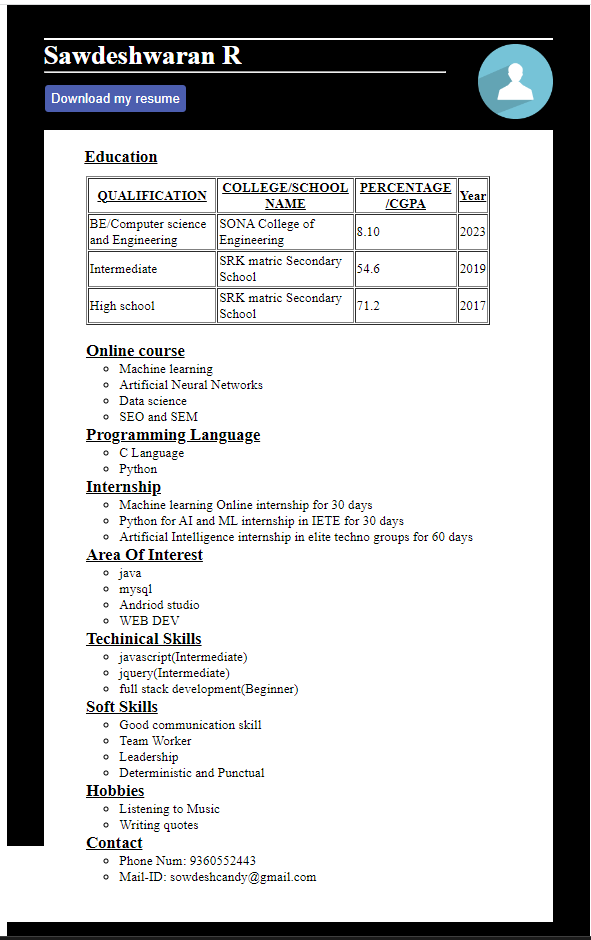 Sawdeshwaran R
Download my resume
Education
QUALIFICATION COLLEGE/SCHOOL NAME PERCENTAGE /CGPA Year
BE/Computer science and Engineering SONA College of Engineering 8.10 2023
Intermediate SRK matric Secondary School 54.6 2019
High school SRK matric Secondary School 71.2 2017
Online course
Machine learning
Artificial Neural Networks
Data science
SEO and SEM
Programming Language
C Language
Python
Internship
Machine learning Online internship for 30 days
Python for AI and ML internship in IETE for 30 days
Artificial Intelligence internship in elite techno groups for 60 days
Area Of Interest
java
mysql
Andriod studio
WEB DEV
Techinical Skills
javascript(Intermediate)
jquery(Intermediate)
full stack development(Beginner)
Soft Skills
Good communication skill
Team Worker
Leadership
Deterministic and Punctual
Hobbies
Listening to Music
Writing quotes
Contact
Phone Num: 9360552443
Mail-ID: sowdeshcandy@gmail.com